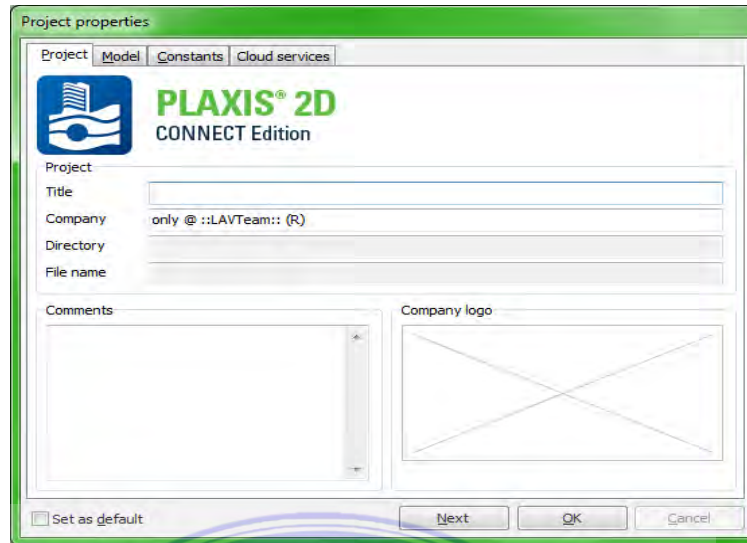 Project properties
Project Model Constants Cloud services
PLAXIS® 2D
CONNECT Edition
Project
Title
Company only @ ::LAVTeam:: (R)
Directory
File name
Comments Company logo
Set as default Next OK Cancel